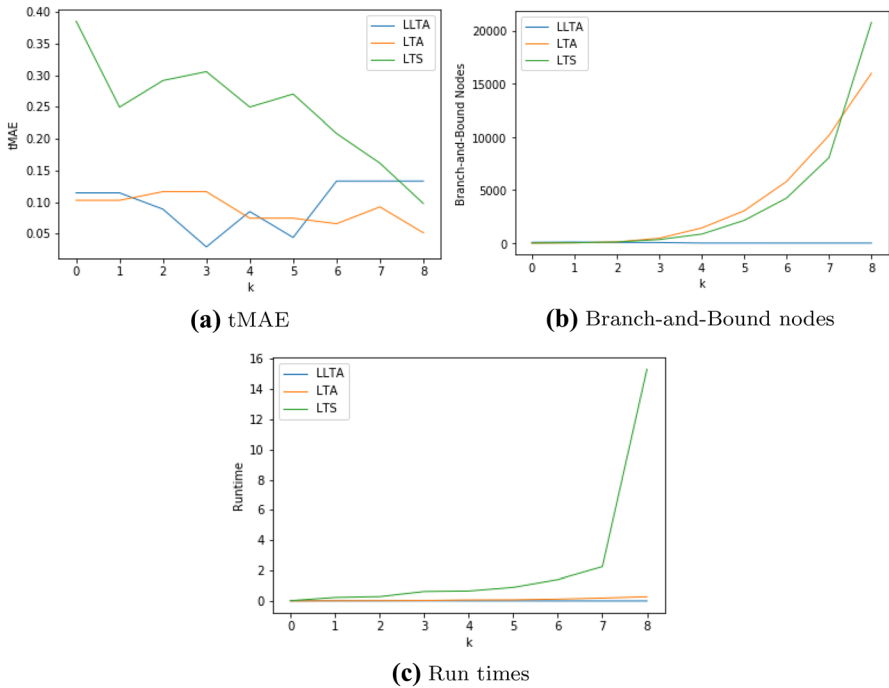 0.40
0.35
0.30
0.25
0.20
0.15
0.10
0.05
tMAE
LLTA
LTA
LTS
0 1 2 3 4 5 6 7 8
k
(a) tMAE
20000
15000
10000
5000
0
Branch-and-Bound Nodes
LLTA
LTA
LTS
0 1 2 3 4 5 6 7 8
k
(b) Branch-and-Bound nodes
16
14
12
10
8
6
4
2
0
Runtime
LLTA
LTA
LTS
0 1 2 3 4 5 6 7 8
k
(c) Run times